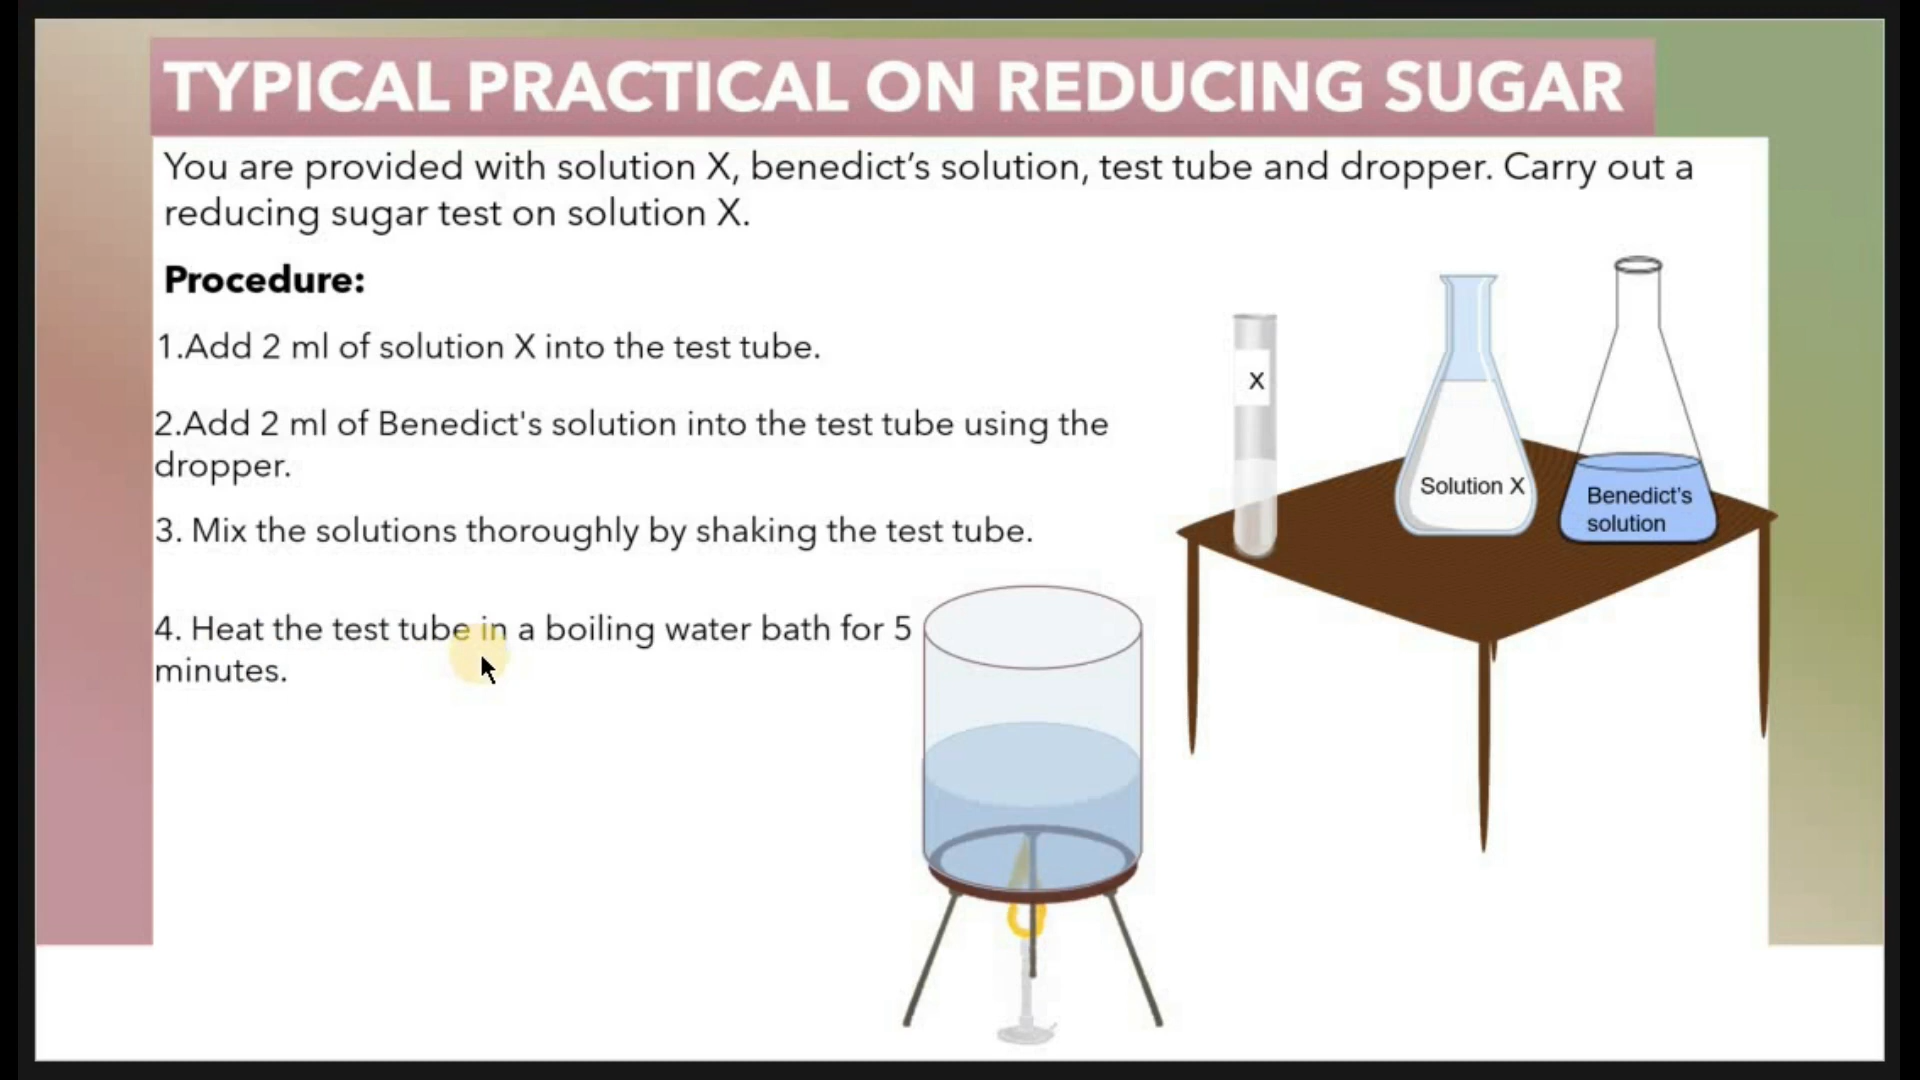 TYPICAL PRACTICAL ON REDUCING SUGAR
You are provided with solution X, benedict’s solution, test tube and dropper. Carry out a
reducing sugar test on solution X.
Procedure:
1.Add 2 ml of solution X into the test tube.
2.Add 2 ml of Benedict's solution into the test tube using the
dropper.
3. Mix the solutions thoroughly by shaking the test tube.
4. Heat the test tube in a boiling water bath for 5
minutes.
X
Solution X
Benedict's
solution